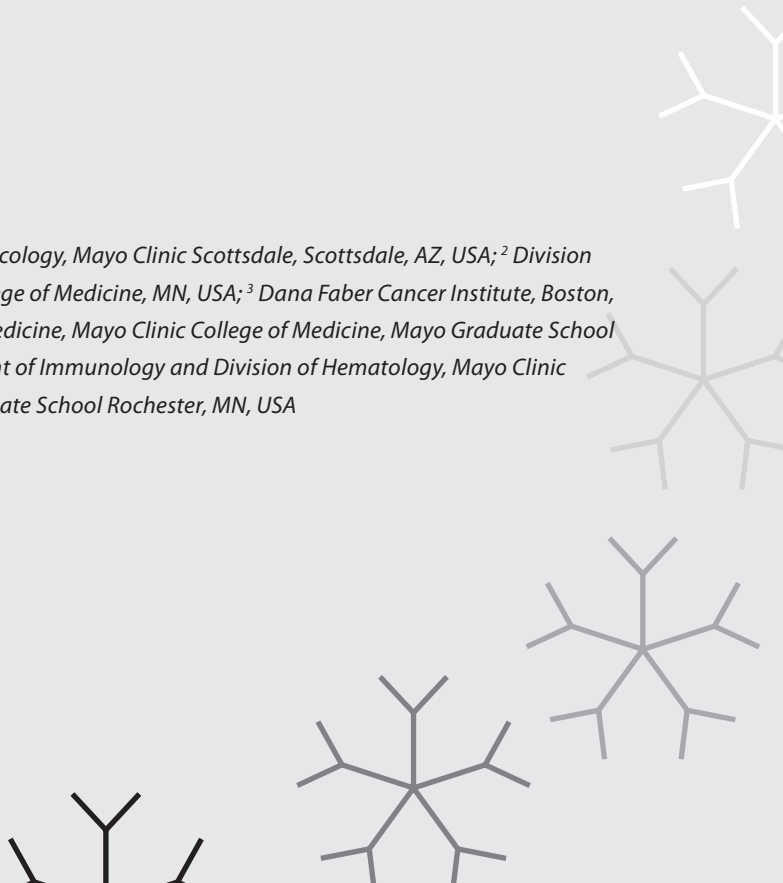 cology, Mayo Clinic Scottsdale, Scottsdale, AZ, USA; ² Division
ge of Medicine, MN, USA; ³ Dana Faber Cancer Institute, Boston,
edicine, Mayo Clinic College of Medicine, Mayo Graduate School
t of Immunology and Division of Hematology, Mayo Clinic
ate School Rochester, MN, USA